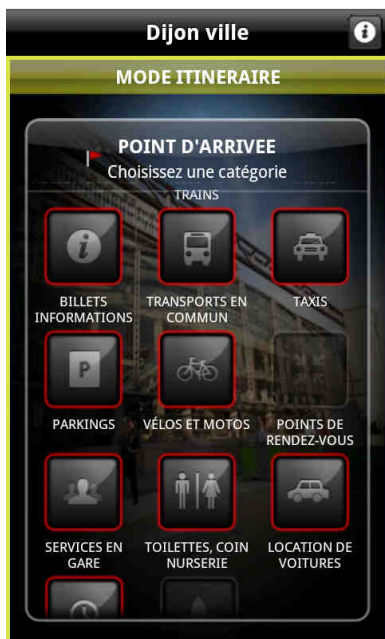 Dijon ville
i
MODE ITINERAIRE
POINT D'ARRIVEE
Choisissez une catégorie
TRAINS
i
BILLETS
INFORMATIONS
TRANSPORTS EN
COMMUN
TAXIS
P
PARKINGS
VÉLOS ET MOTOS
POINTS DE
RENDEZ-VOUS
SERVICES EN
GARE
TOILETTES, COIN
NURSERIE
LOCATION DE
VOITURES